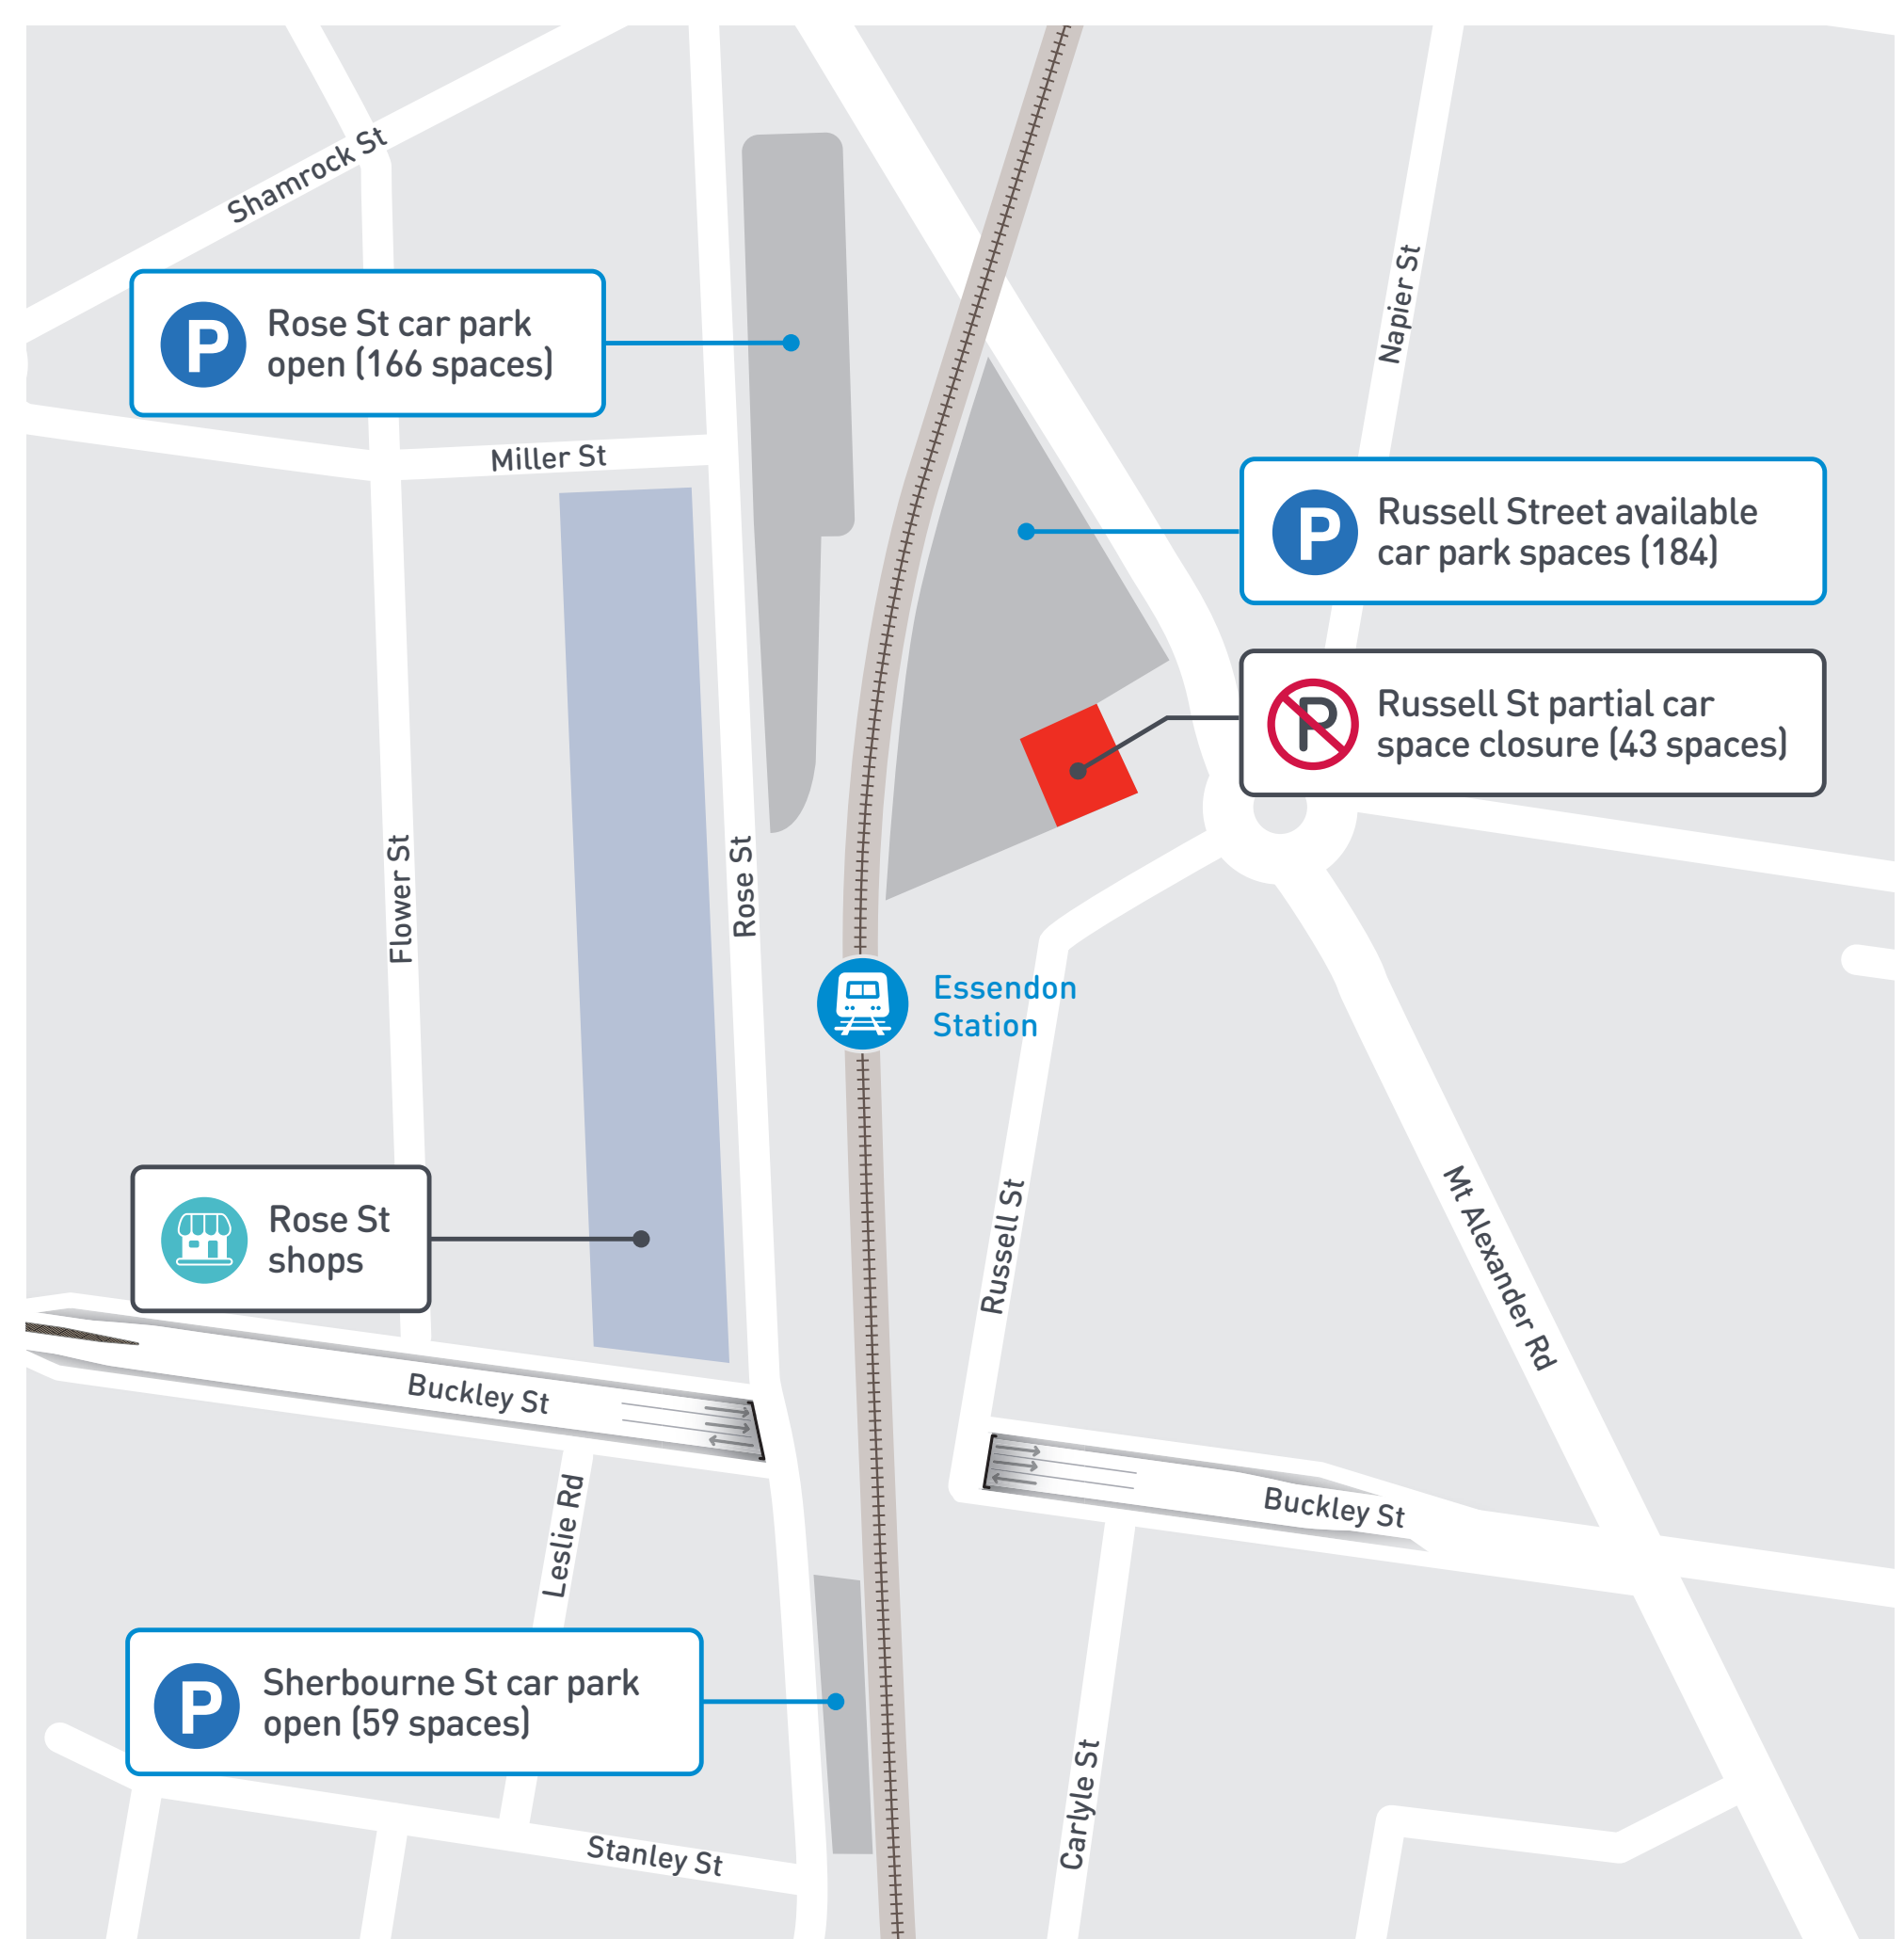 Shamrock St
Rose St car park
open (166 spaces)
Napier St
Miller St
P
P
Russell Street available
car park spaces (184)
P
Russell St partial car
space closure (43 spaces)
Flower St
Rose St
Essendon
Station
Rose St
shops
Russell St
Mt Alexander Rd
Buckley St
Buckley St
Leslie Rd
P
Sherbourne St car park
open (59 spaces)
Carlyle St
Stanley St